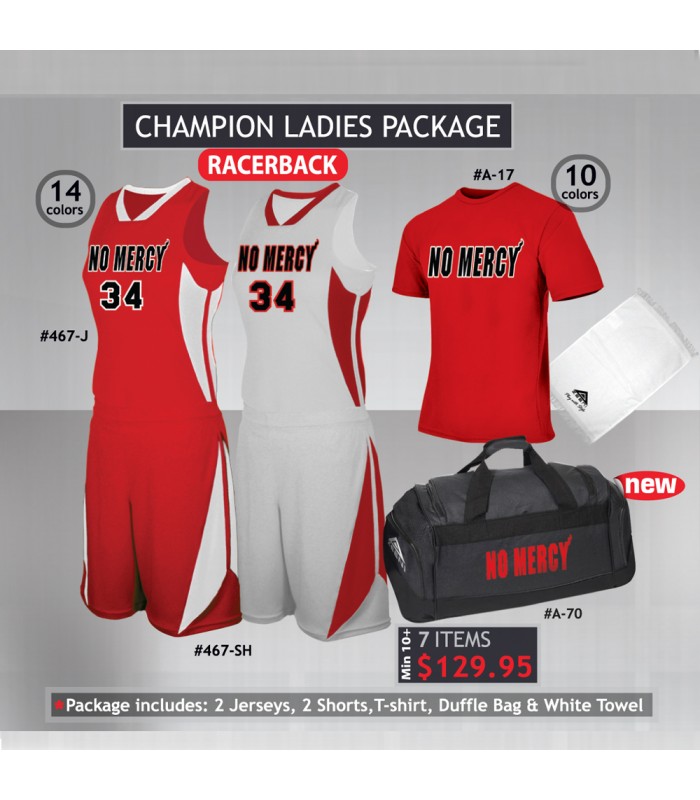 CHAMPION LADIES PACKAGE
RACERBACK
14
colors
#A-17
10
colors
NO MERCY
34
NO MERCY
34
NO MERCY
#467-J
new
NO MERCY
#A-70
#467-SH
Min 10+
7 ITEMS
$129.95
Package includes: 2 Jerseys, 2 Shorts,T-shirt, Duffle Bag & White Towel